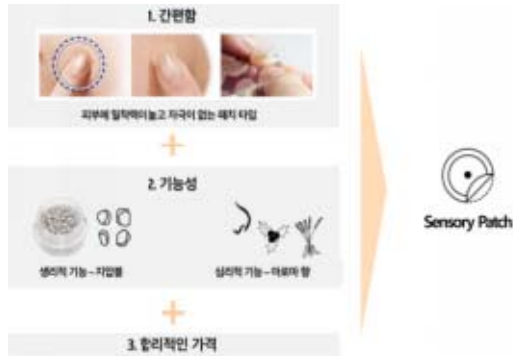 1. 간편함
피부에 밀착력이 높고 자극이 없는 패치 타입
2. 기능성
생리적 기능 – 지압볼
심리적 기능 – 아로마 향
3. 합리적인 가격
Sensory Patch